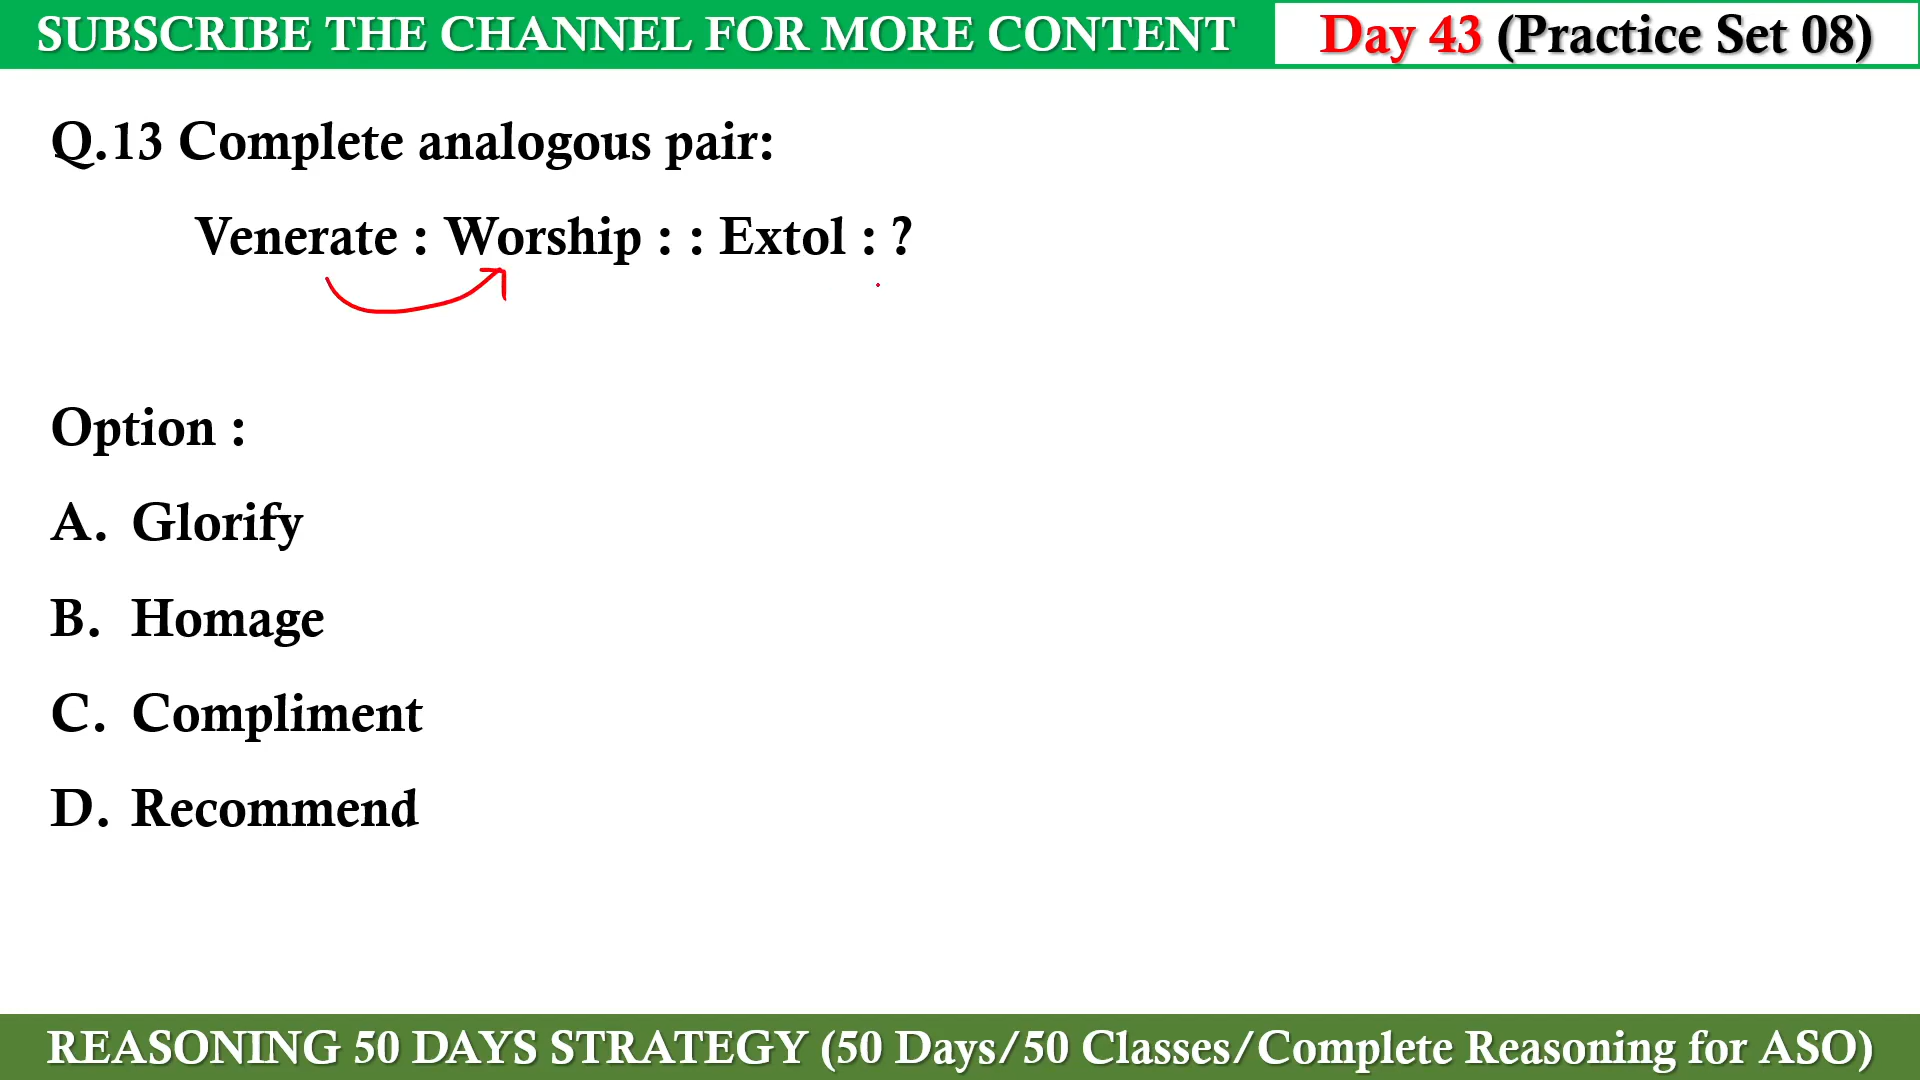 SUBSCRIBE THE CHANNEL FOR MORE CONTENT
Day 43 (Practice Set 08)
Q.13 Complete analogous pair:
Venerate : Worship : : Extol : ?
Option :
A. Glorify
B. Homage
C. Compliment
D. Recommend
REASONING 50 DAYS STRATEGY (50 Days/50 Classes/Complete Reasoning for ASO)